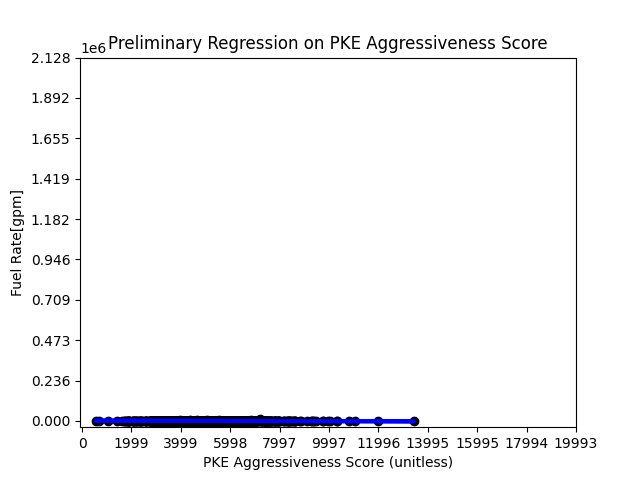 Preliminary Regression on PKE Aggressiveness Score
1e6
2.128
1.892
1.655
1.419
1.182
0.946
0.709
0.473
0.236
0.000
Fuel Rate[gpm]
0 1999 3999 5998 7997 9997 11996 13995 15995 17994 19993
PKE Aggressiveness Score (unitless)